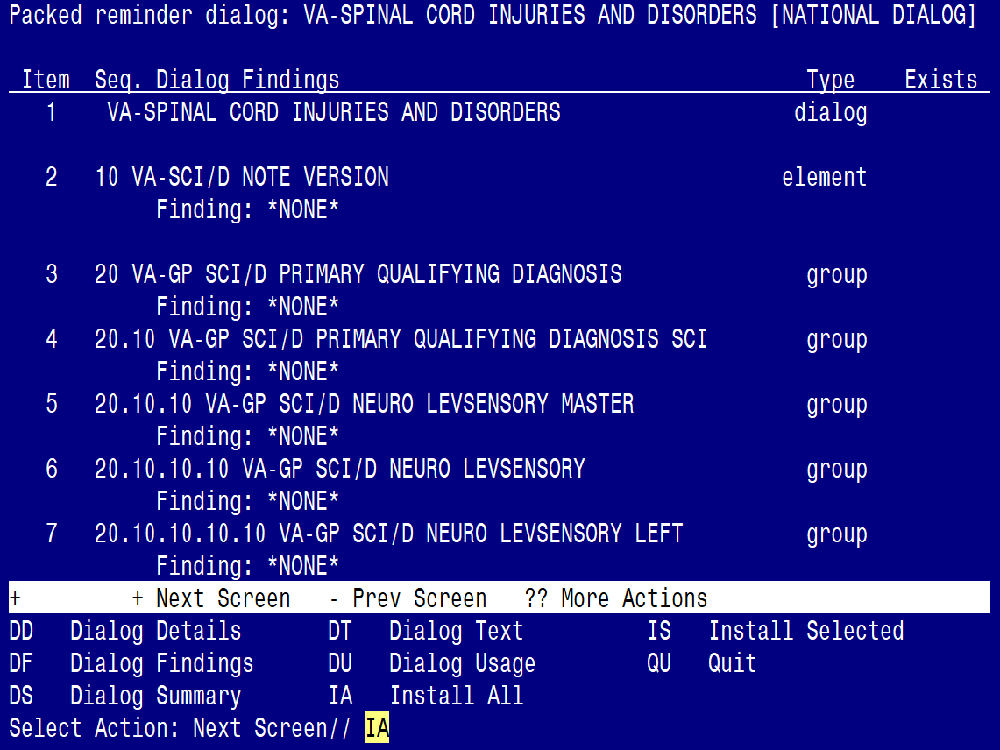 Packed reminder dialog: VA-SPINAL CORD INJURIES AND DISORDERS [NATIONAL DIALOG]
Item  Seq. Dialog Findings  Type  Exists
1  VA-SPINAL CORD INJURIES AND DISORDERS  dialog
2  10 VA-SCI/D NOTE VERSION  element
Finding: *NONE*
3  20 VA-GP SCI/D PRIMARY QUALIFYING DIAGNOSIS  group
Finding: *NONE*
4  20.10 VA-GP SCI/D PRIMARY QUALIFYING DIAGNOSIS SCI  group
Finding: *NONE*
5  20.10.10 VA-GP SCI/D NEURO LEVSENSORY MASTER  group
Finding: *NONE*
6  20.10.10.10 VA-GP SCI/D NEURO LEVSENSORY  group
Finding: *NONE*
7  20.10.10.10.10 VA-GP SCI/D NEURO LEVSENSORY LEFT  group
Finding: *NONE*
+  + Next Screen  - Prev Screen  ?? More Actions
DD  Dialog Details  DT  Dialog Text  IS  Install Selected
DF  Dialog Findings  DU  Dialog Usage  QU  Quit
DS  Dialog Summary  IA  Install All
Select Action: Next Screen// IA